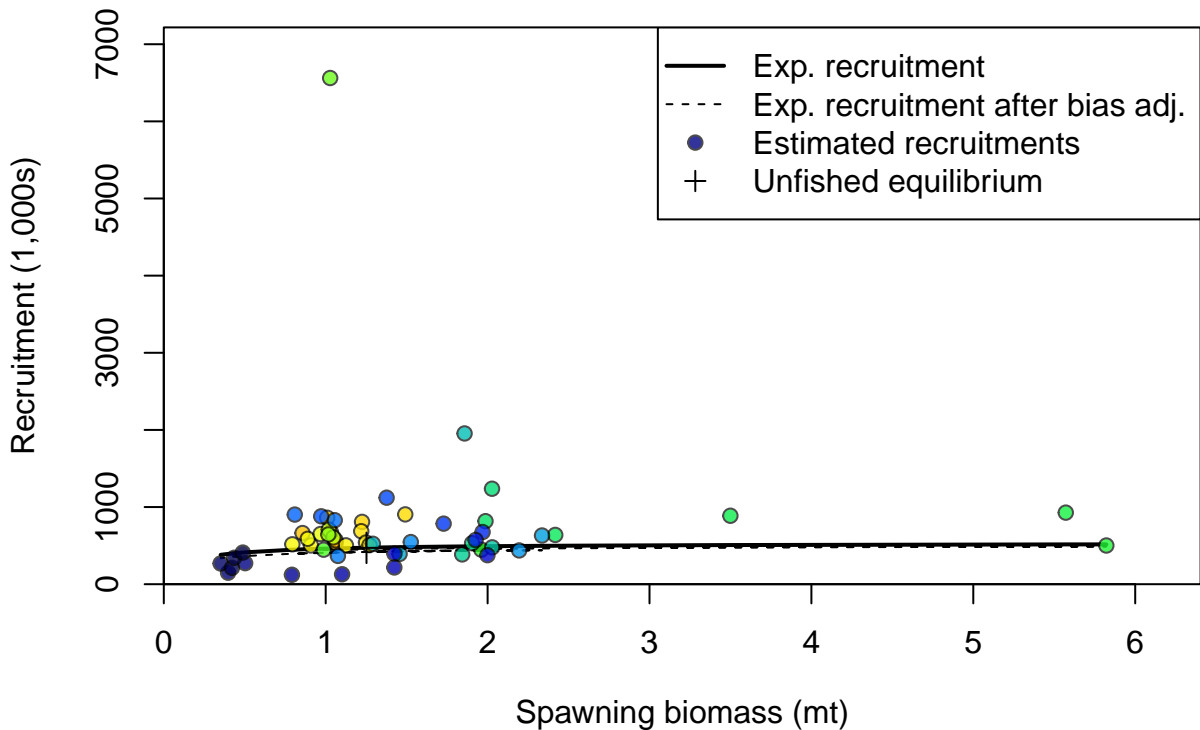 Recruitment (1,000s)
7000
5000
3000
1000
0
Exp. recruitment
Exp. recruitment after bias adj.
Estimated recruitments
Unfished equilibrium
0 1 2 3 4 5 6
Spawning biomass (mt)